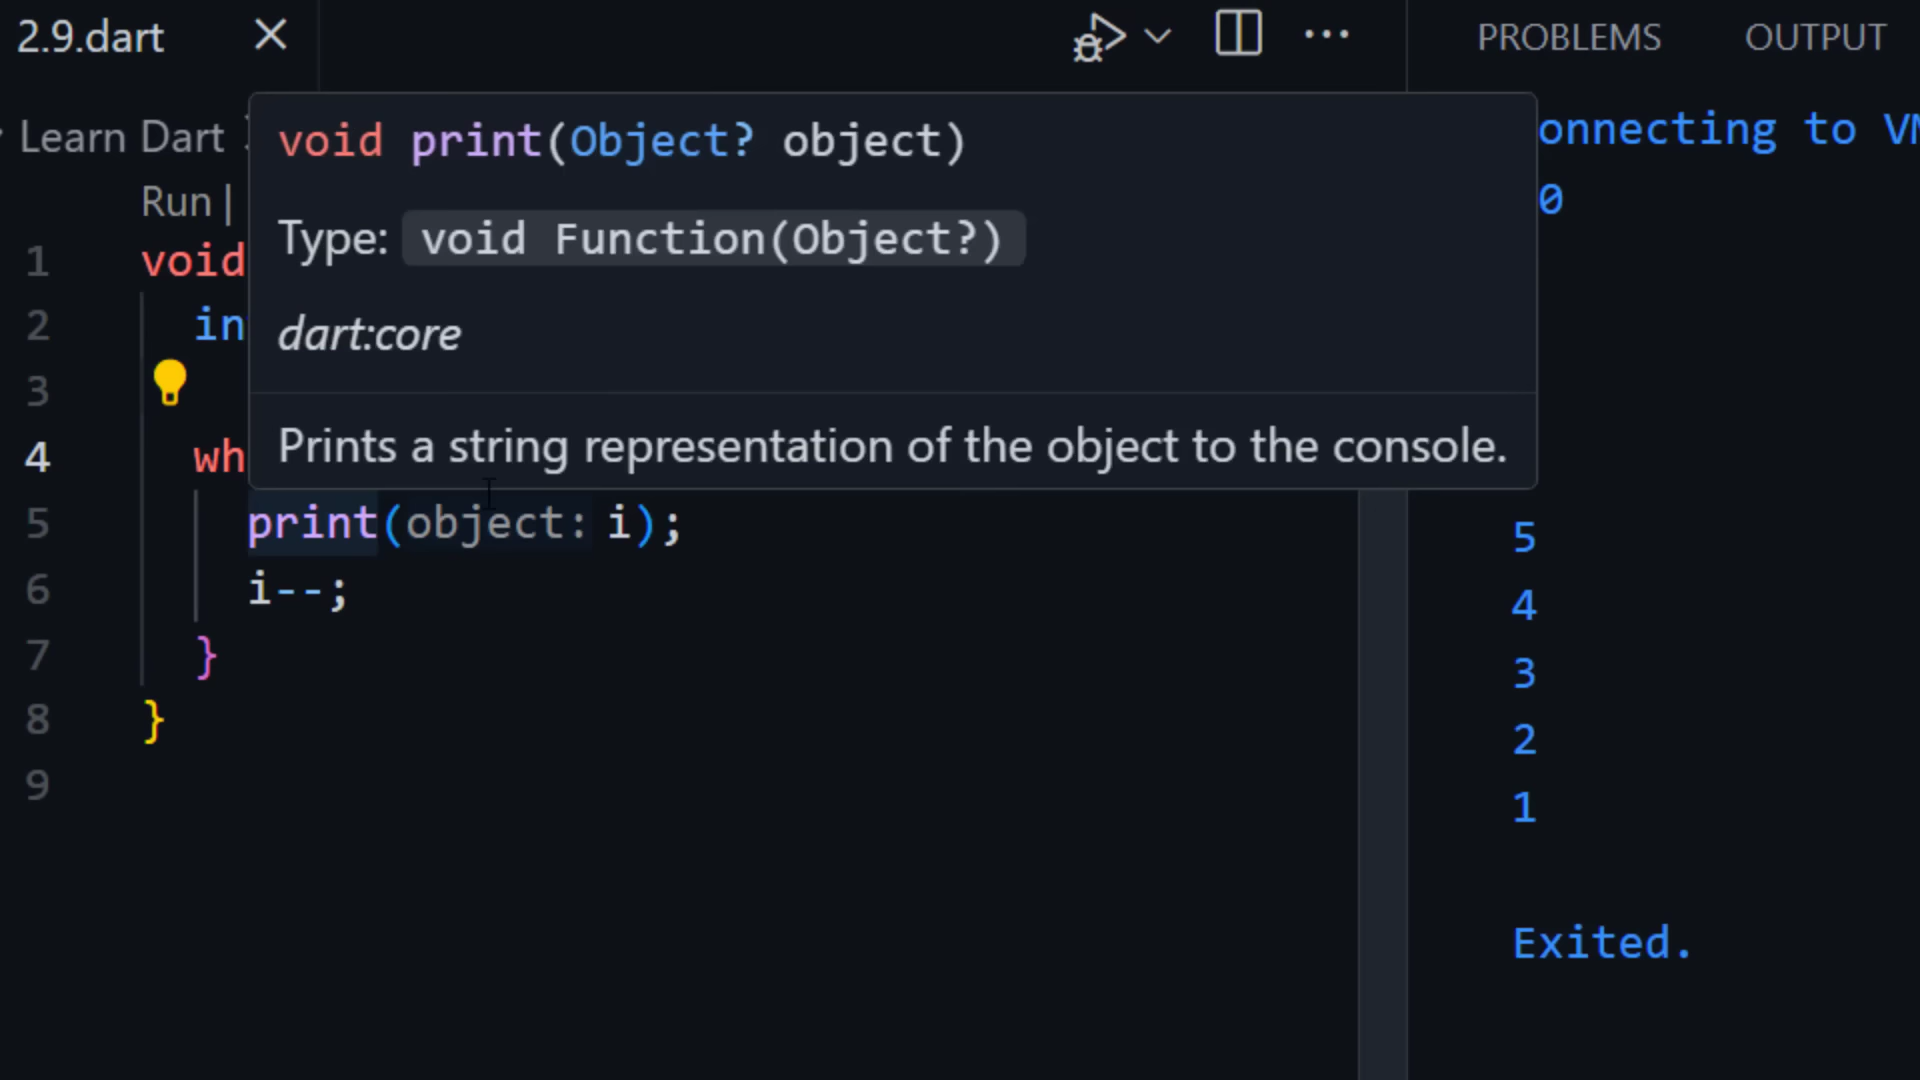 2.9.dart
PROBLEMS OUTPUT
Learn Dart
void print(Object? object)
onnecting to VM
Run |
Type: void Function(Object?)
0
1 void
2 in
dart:core
3
4 wh
Prints a string representation of the object to the console.
5 print(object: i);
5
6 i--;
4
7 }
3
8 }
2
9
1
Exited.